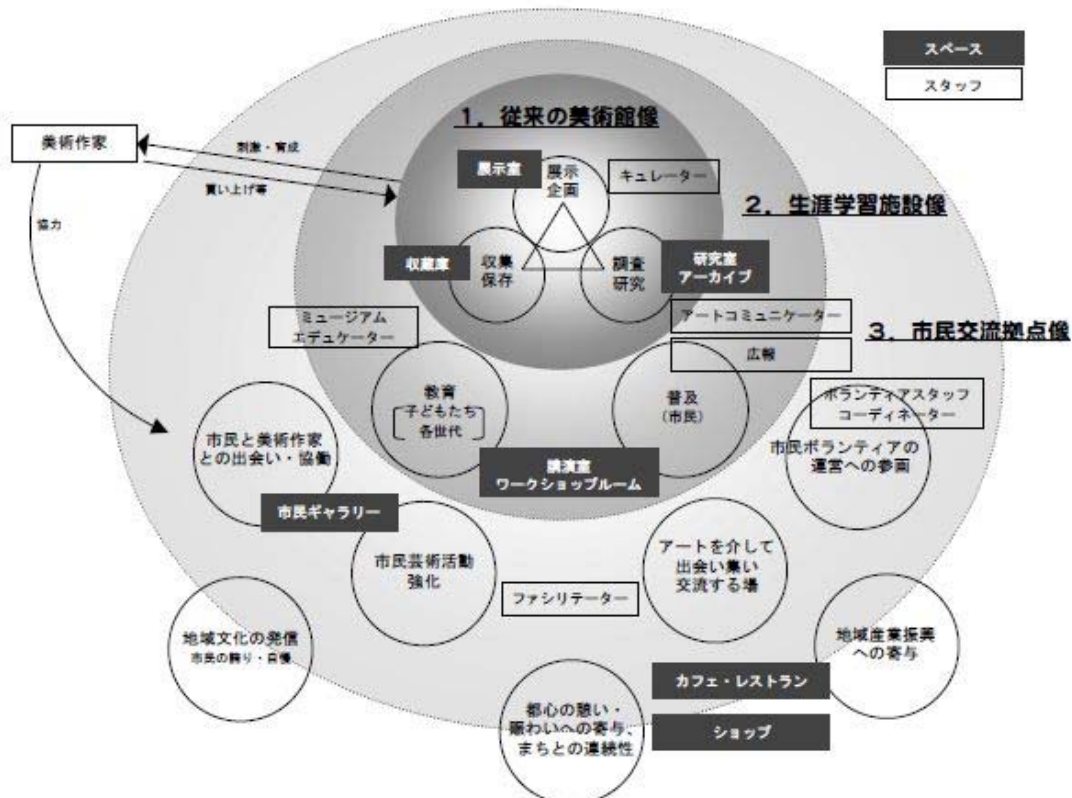 スペース
スタッフ
1. 従来の美術館像
美術作家
刺激・育成
買い上げ等
協力
展示室
展示
企画
キュレーター
2. 生涯学習施設像
収蔵庫
収集
保存
調査
研究
研究室
アーカイブ
ミュージアム
エデュケーター
アートコミュニケーター
広報
3. 市民交流拠点像
教育
子どもたち
各世代
普及
(市民)
ボランティアスタッフ
コーディネーター
市民と美術作家
との出会い・協働
市民ボランティアの
運営への参画
講演室
ワークショップルーム
市民ギャラリー
市民芸術活動
強化
アートを介して
出会い集い
交流する場
ファシリテーター
地域文化の発信
市民の誇り・自慢
地域産業振興
への寄与
カフェ・レストラン
ショップ
都心の憩い・
賑わいへの寄与、
まちとの連続性